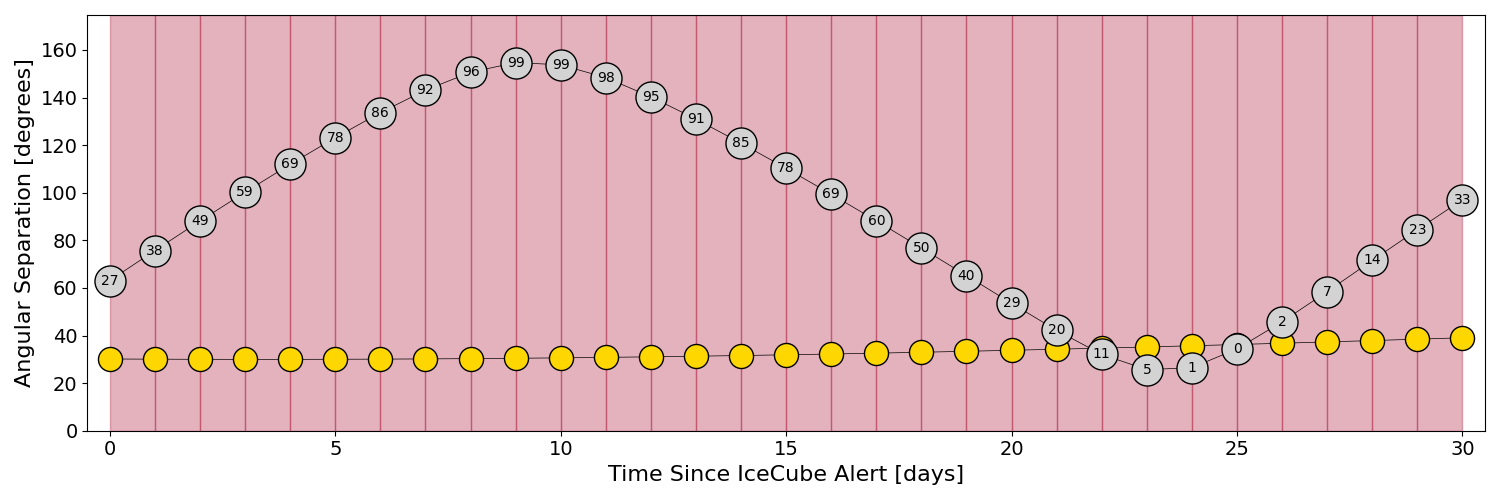 Angular Separation [degrees]
160
140
120
100
80
60
40
20
0
27 38 49 59 69 78 86 92 96 99 99 98 95 91 85 78 69 60 50 40 29 20 11 5 1 0 2 7 14 23 33
0 5 10 15 20 25 30
Time Since IceCube Alert [days]